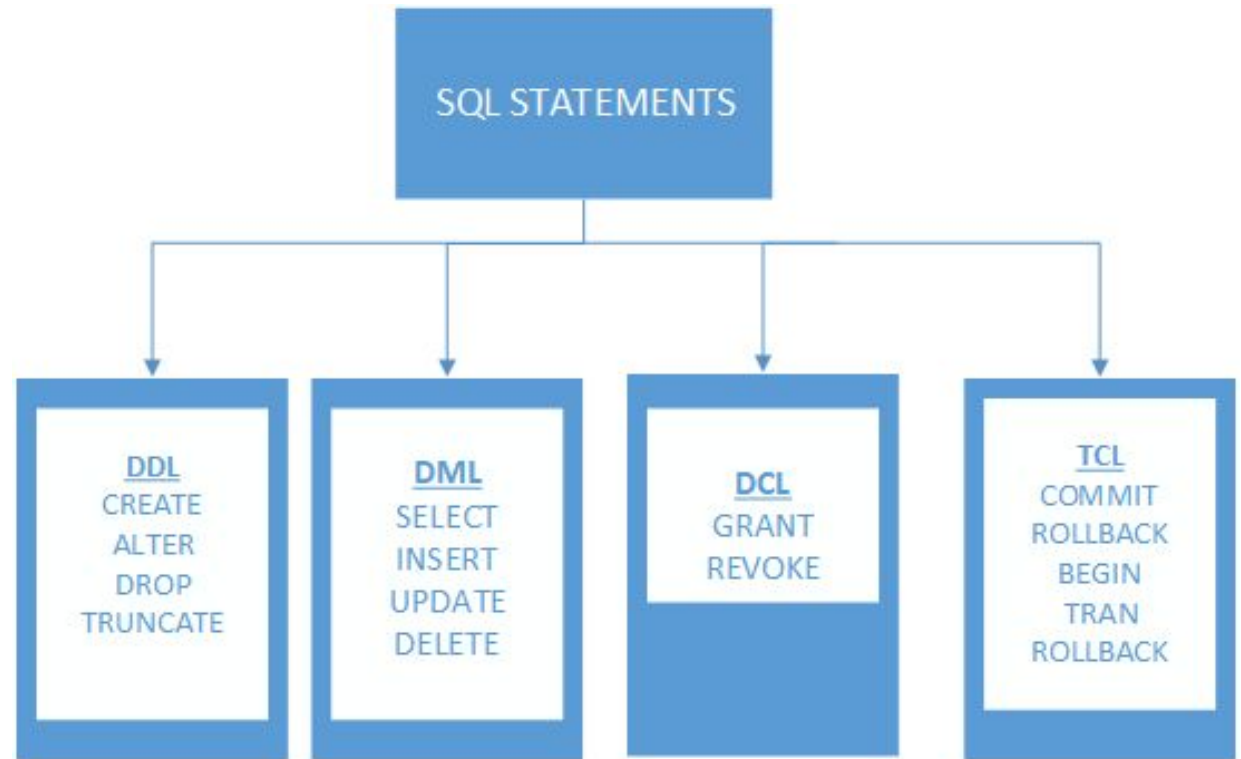 SQL STATEMENTS
DDL
CREATE
ALTER
DROP
TRUNCATE
DML
SELECT
INSERT
UPDATE
DELETE
DCL
GRANT
REVOKE
TCL
COMMIT
ROLLBACK
BEGIN
TRAN
ROLLBACK